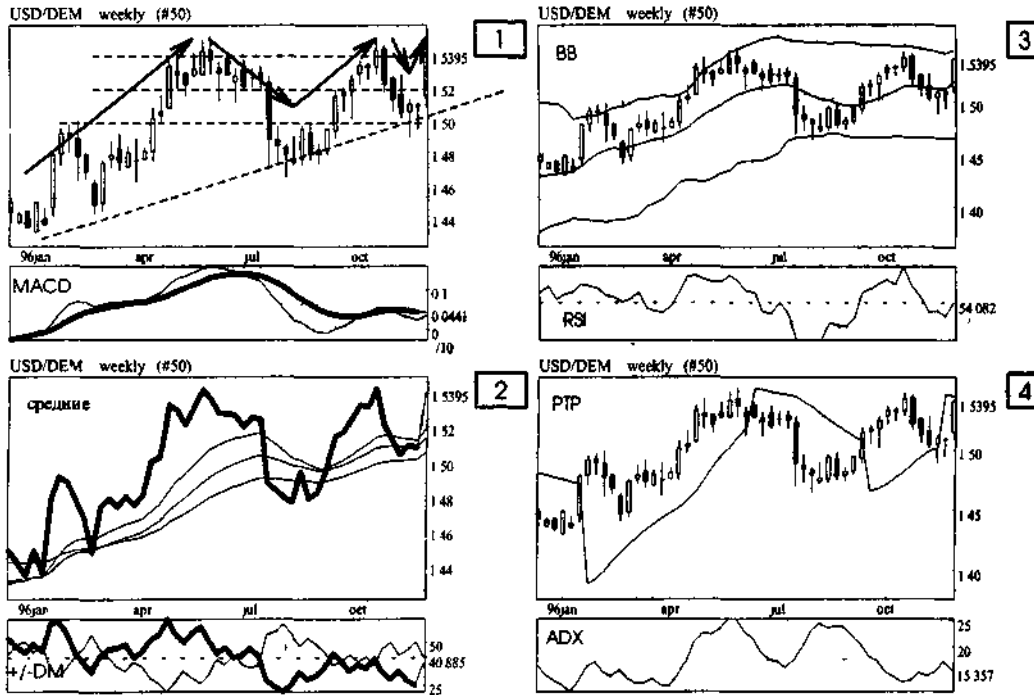 USD/DEM weekly (#50)
1
1 5395
1 52
1 50
1 48
1 46
1 44
96jan apr jul oct
MACD
0 1
0 0441
0
/10
USD/DEM weekly (#50)
3
BB
1 5395
1 50
1 45
1 40
96jan apr jul oct
RSI
54 082
USD/DEM weekly (#50)
2
средние
1 5395
1 52
1 50
1 48
1 46
1 44
96jan apr jul oct
+/-DM
50
40 885
25
USD/DEM weekly (#50)
4
PTP
1 5395
1 50
1 45
1 40
96jan apr jul oct
ADX
25
20
15 357